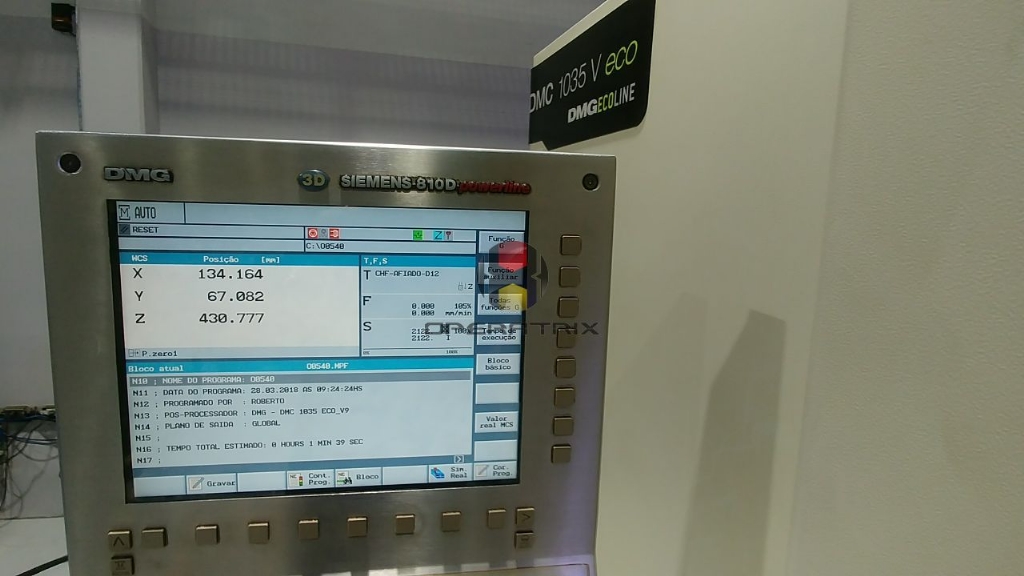 DMC 1035 V eco
DMGECOLINE
DMG
3D
SIEMENS 810D powerline
M AUTO
RESET
C:\O8540
WCS Posição [mm]
X 134.164
Y 67.082
Z 430.777
P.zero1
T,F,S
T CHF-AFIADO-D12
F 0.000 105%
0.000 mm/min
S 2122.
2122. I
Função
Função
auxiliar
Todas
funções G
Tempo de
execução
Bloco
básico
Valor
real MCS
Bloco atual O8540.MPF
N10 ; NOME DO PROGRAMA: O8540
N11 ; DATA DO PROGRAMA: 28.03.2018 AS 09:24:24HS
N12 ; PROGRAMADO POR : ROBERTO
N13 ; POS-PROCESSADOR : DMG - DMC 1035 ECO_V9
N14 ; PLANO DE SAIDA : GLOBAL
N15 ;
N16 ; TEMPO TOTAL ESTIMADO: 0 HOURS 1 MIN 39 SEC
N17 ;
Gravar
Cont.
Prog.
Bloco
Sim.
Real
Cor.
Prog.